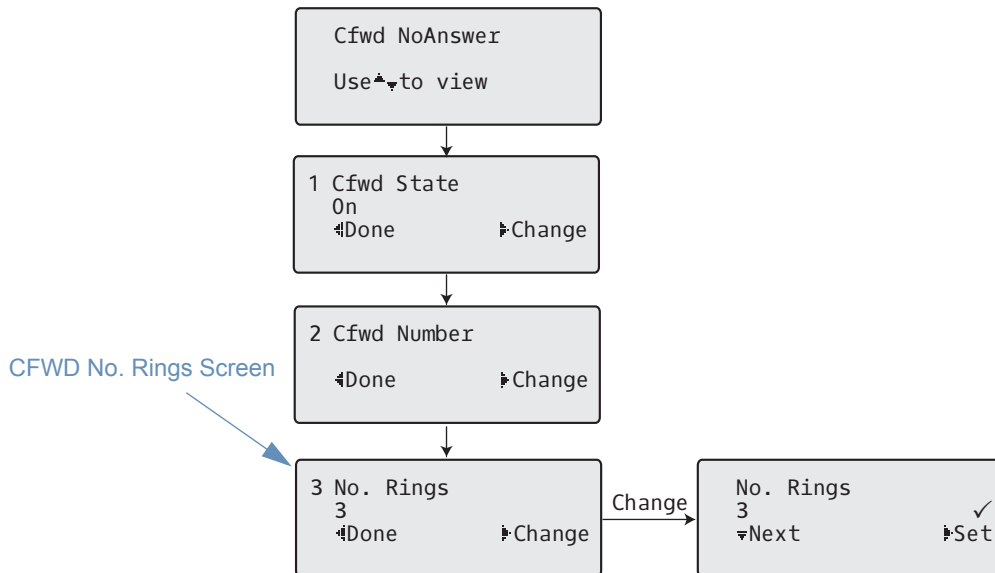 Cfwd NoAnswer
Use▲▼to view
1 Cfwd State
On
◀Done ▶Change
2 Cfwd Number
◀Done ▶Change
CFWD No. Rings Screen
3 No. Rings
3
◀Done ▶Change
Change
No. Rings
3 ✓
▼Next ▶Set